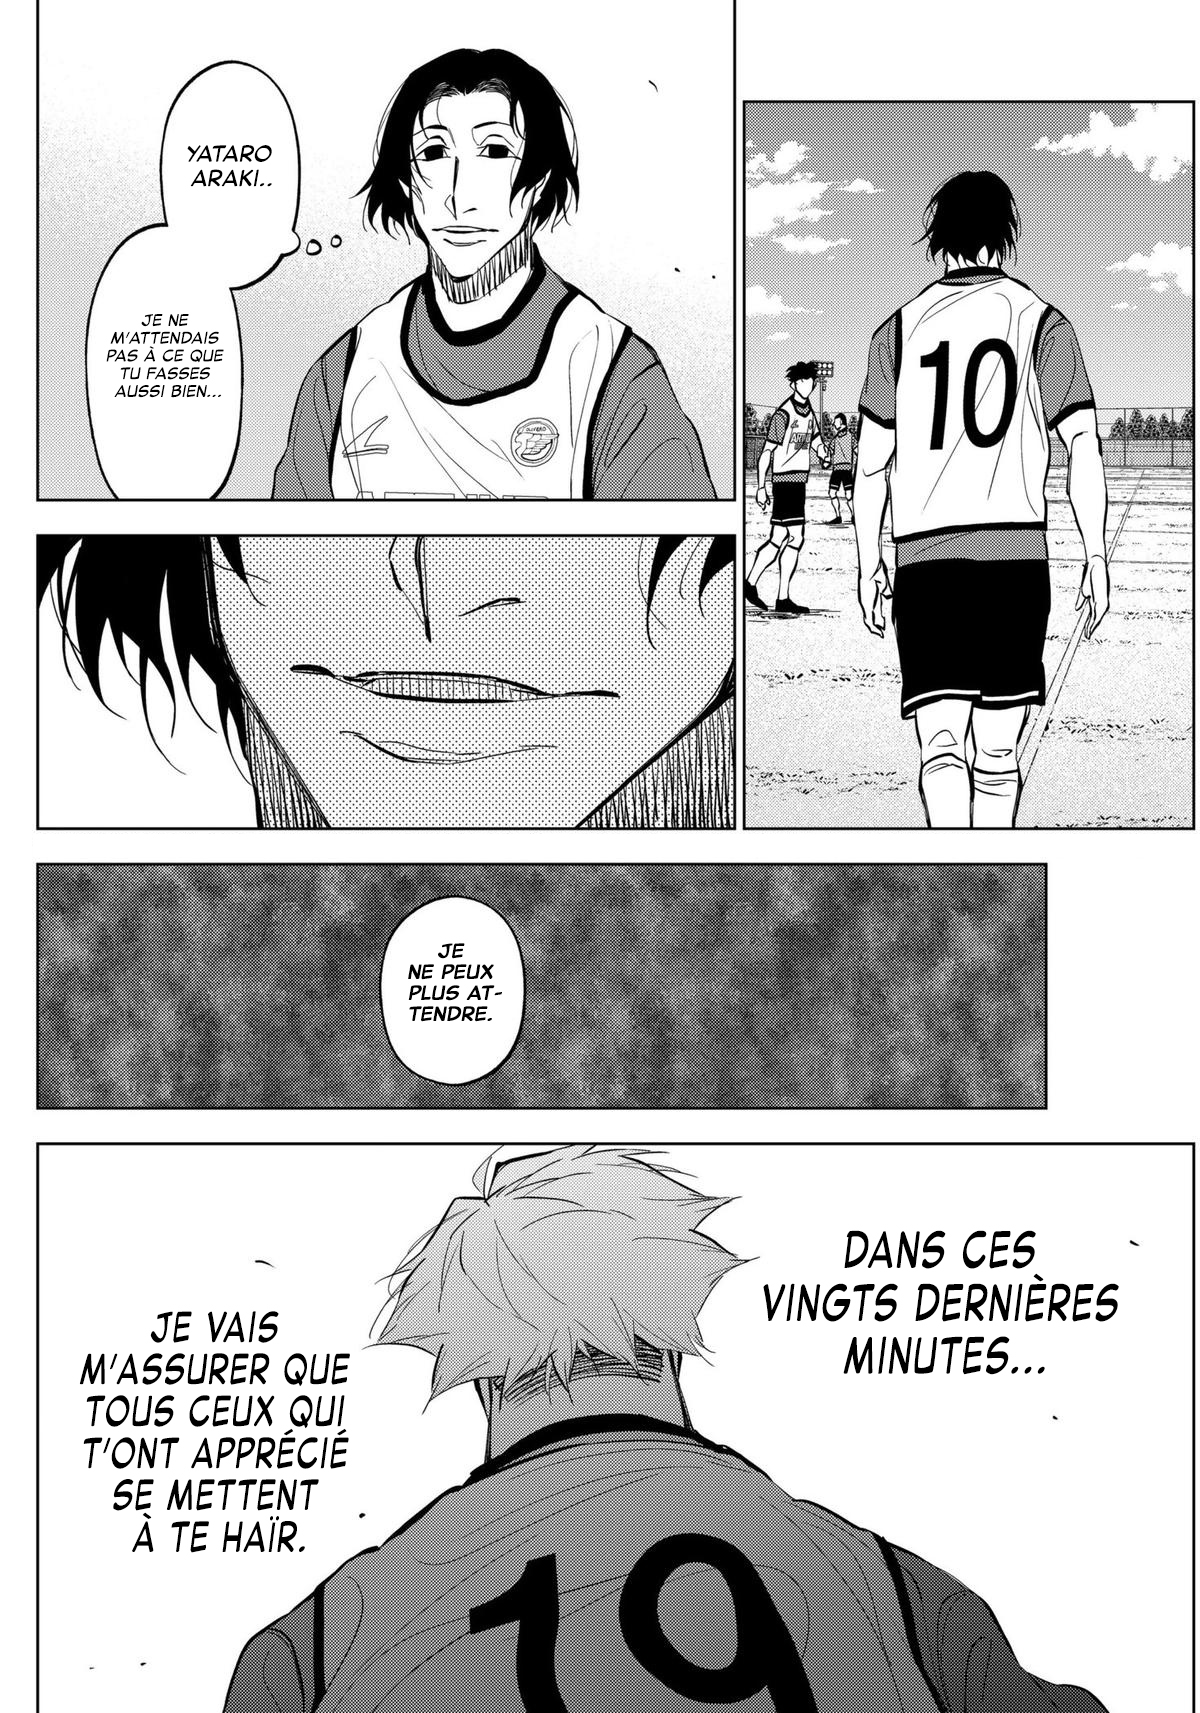 10
YATARO
ARAKI..
JE NE
M'ATTENDAIS
PAS À CE QUE
TU FASSES
AUSSI BIEN...
JE
NE PEUX
PLUS AT-
TENDRE.
DANS CES
VINGTS DERNIÈRES
MINUTES...
JE VAIS
M'ASSURER QUE
TOUS CEUX QUI
T'ONT APPRÉCIÉ
SE METTENT
À TE HAÏR.
19